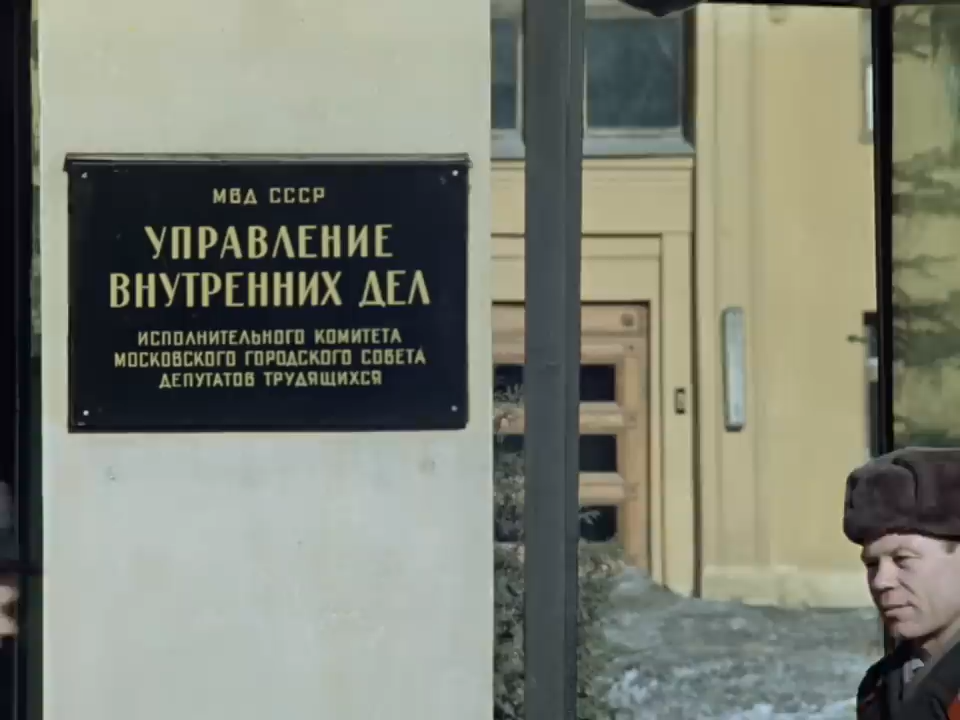 МВД СССР
УПРАВЛЕНИЕ
ВНУТРЕННИХ ДЕЛ
ИСПОЛНИТЕЛЬНОГО КОМИТЕТА
МОСКОВСКОГО ГОРОДСКОГО СОВЕТА
ДЕПУТАТОВ ТРУДЯЩИХСЯ